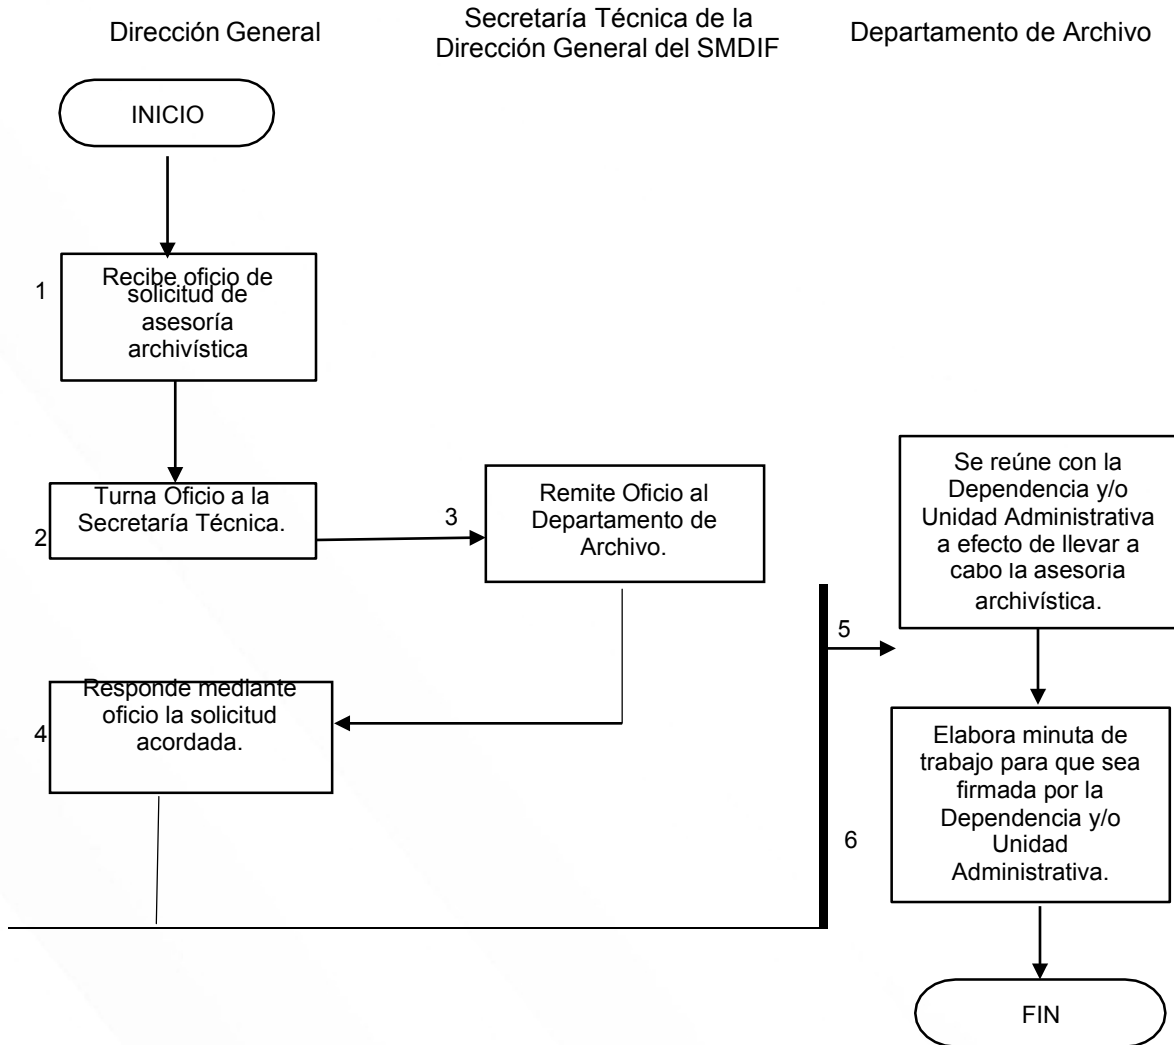 Dirección General
Secretaría Técnica de la
Dirección General del SMDIF
Departamento de Archivo
INICIO
1
Recibe oficio de
solicitud de
asesoría
archivística
2
Turna Oficio a la
Secretaría Técnica.
3
Remite Oficio al
Departamento de
Archivo.
4
Responde mediante
oficio la solicitud
acordada.
5
Se reúne con la
Dependencia y/o
Unidad Administrativa
a efecto de llevar a
cabo la asesoría
archivística.
6
Elabora minuta de
trabajo para que sea
firmada por la
Dependencia y/o
Unidad
Administrativa.
FIN